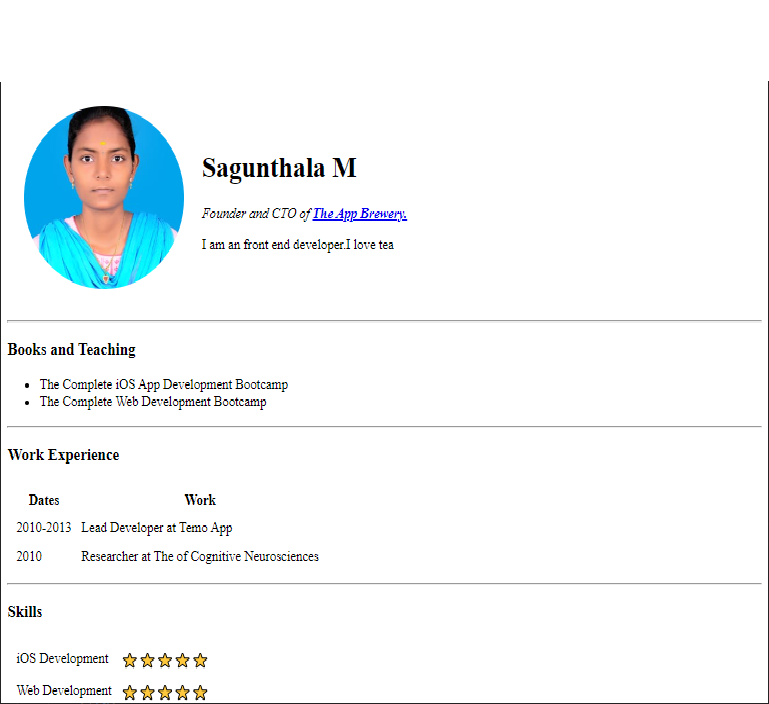 Sagunthala M
Founder and CTO of The App Brewery.
I am an front end developer.I love tea
Books and Teaching
The Complete iOS App Development Bootcamp
The Complete Web Development Bootcamp
Work Experience
Dates Work
2010-2013 Lead Developer at Temo App
2010 Researcher at The of Cognitive Neurosciences
Skills
iOS Development
Web Development